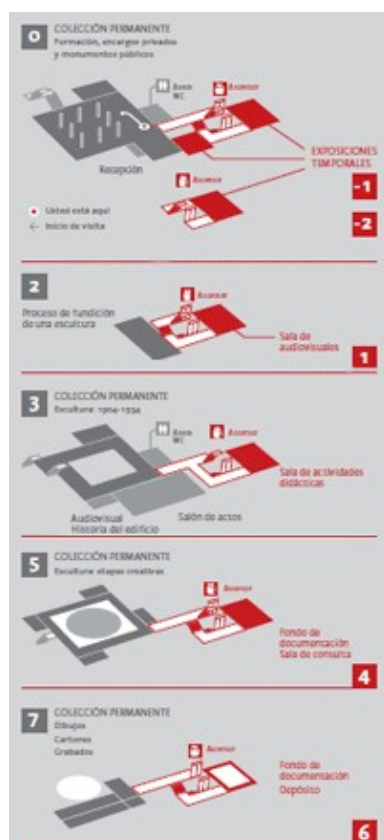 0 COLECCIÓN PERMANENTE
Formación, encargos privados
y monumentos públicos
Aseos
WC
Ascensor
Recepción
EXPOSICIONES
TEMPORALES
Ascensor
-1
Usted está aquí
Inicio de visita
-2
2
Proceso de fundición
de una escultura
Ascensor
Sala de
audiovisuales
1
3 COLECCIÓN PERMANENTE
Escultura: 1904-1934
Aseos
WC
Ascensor
Sala de actividades
didácticas
Audiovisual
Historia del edificio
Salón de actos
5 COLECCIÓN PERMANENTE
Escultura: etapas creativas
Ascensor
Fondo de
documentación
Sala de consulta
4
7 COLECCIÓN PERMANENTE
Dibujos
Cartones
Grabados
Ascensor
Fondo de
documentación
Depósito
6